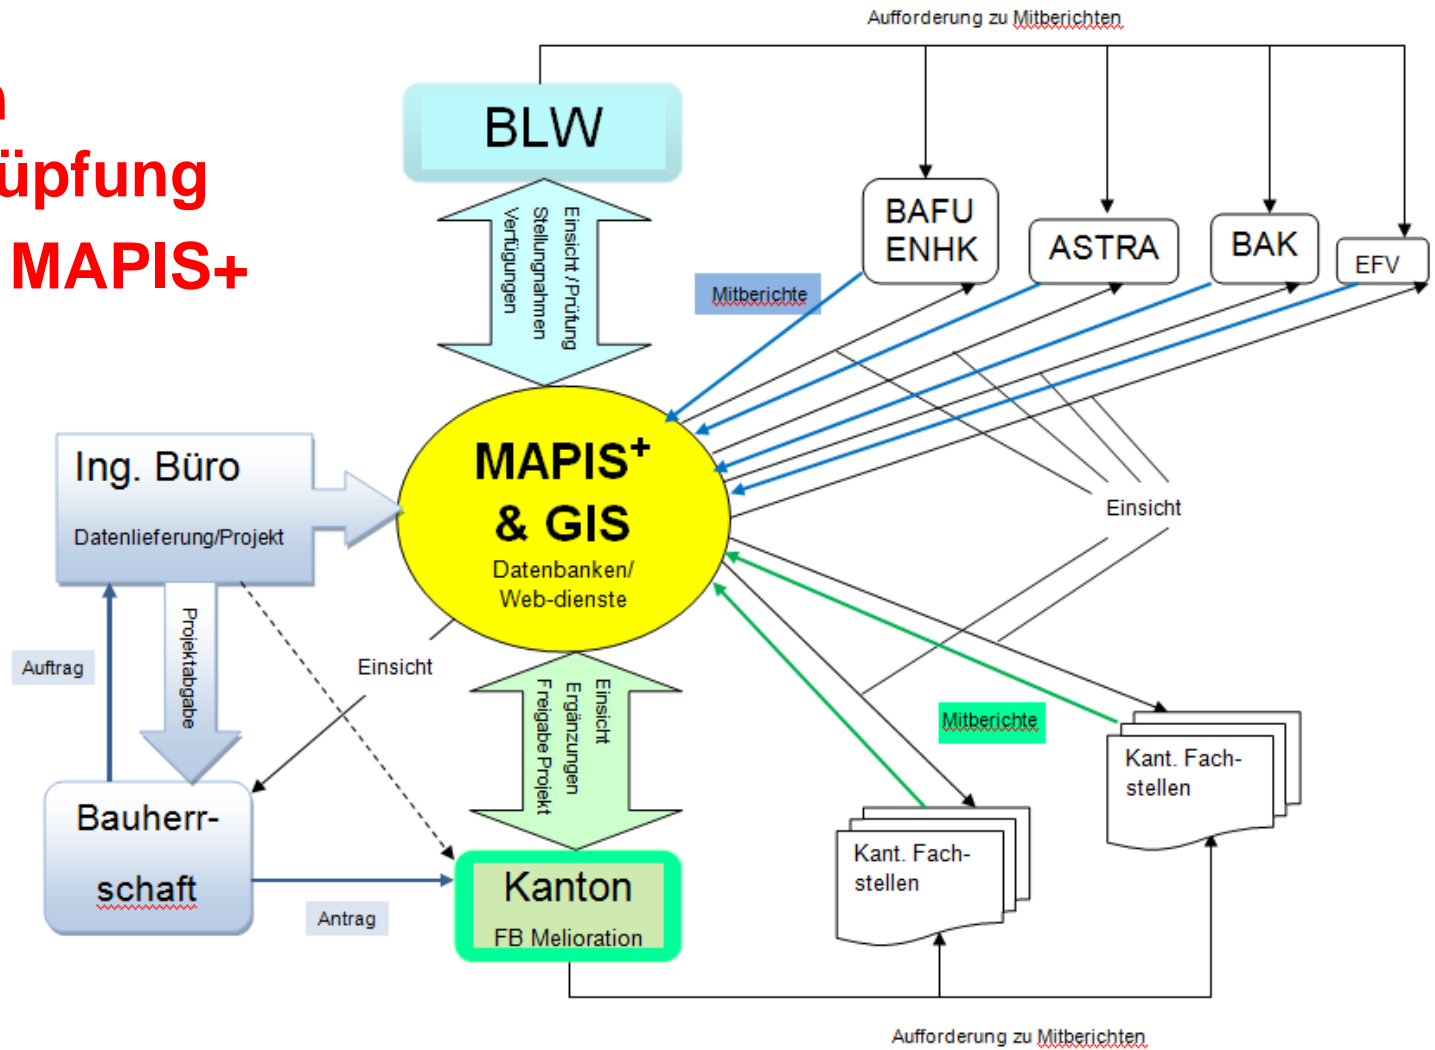 Aufforderung zu Mitberichten
üpfung
MAPIS+
BLW
Einsicht / Prüfung
Stellungnahmen
Verfügungen
BAFU
ENHK
ASTRA
BAK
EFV
Mitberichte
Ing. Büro
Datenlieferung/Projekt
MAPIS+
& GIS
Datenbanken/
Web-dienste
Einsicht
Projektabgabe
Auftrag
Einsicht
Einsicht
Ergänzungen
Freigabe Projekt
Mitberichte
Kant. Fach-
stellen
Kant. Fach-
stellen
Bauherr-
schaft
Antrag
Kanton
FB Melioration
Aufforderung zu Mitberichten